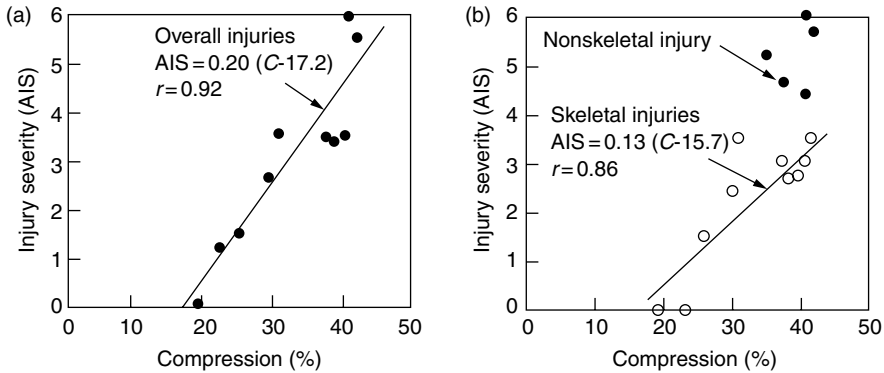 (a)
6
5
4
3
2
1
0
Injury severity (AIS)
Overall injuries
AIS=0.20 (C-17.2)
r=0.92
0 10 20 30 40 50
Compression (%)
(b)
6
5
4
3
2
1
0
Injury severity (AIS)
Nonskeletal injury
Skeletal injuries
AIS=0.13 (C-15.7)
r=0.86
0 10 20 30 40 50
Compression (%)